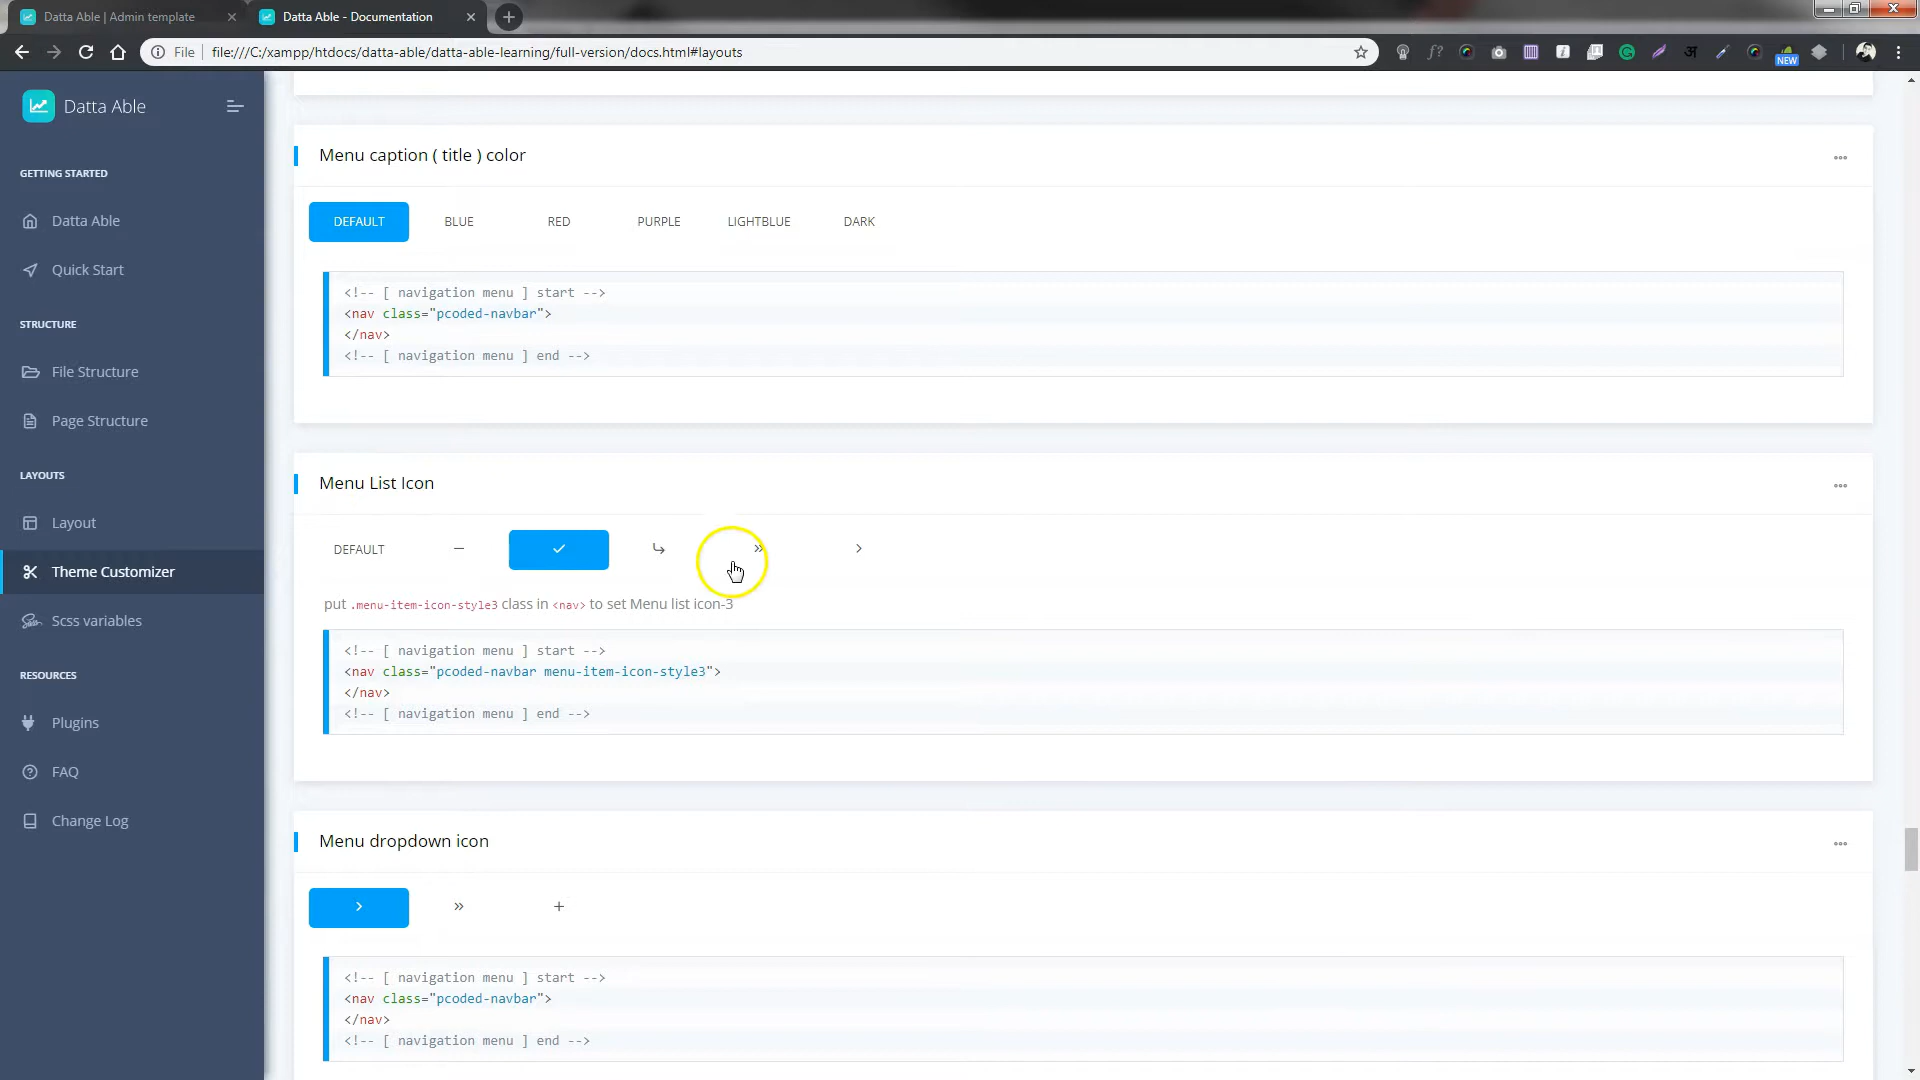 Datta Able | Admin template
Datta Able - Documentation
File
file:///C:/xampp/htdocs/datta-able/datta-able-learning/full-version/docs.html#layouts
NEW
Datta Able
GETTING STARTED
Datta Able
Quick Start
STRUCTURE
File Structure
Page Structure
LAYOUTS
Layout
Theme Customizer
Scss variables
RESOURCES
Plugins
FAQ
Change Log
Menu caption ( title ) color
DEFAULT BLUE RED PURPLE LIGHTBLUE DARK
<!-- [ navigation menu ] start -->
<nav class="pcoded-navbar">
</nav>
<!-- [ navigation menu ] end -->
Menu List Icon
DEFAULT
put .menu-item-icon-style3 class in <nav> to set Menu list icon-3
<!-- [ navigation menu ] start -->
<nav class="pcoded-navbar menu-item-icon-style3">
</nav>
<!-- [ navigation menu ] end -->
Menu dropdown icon
<!-- [ navigation menu ] start -->
<nav class="pcoded-navbar">
</nav>
<!-- [ navigation menu ] end -->